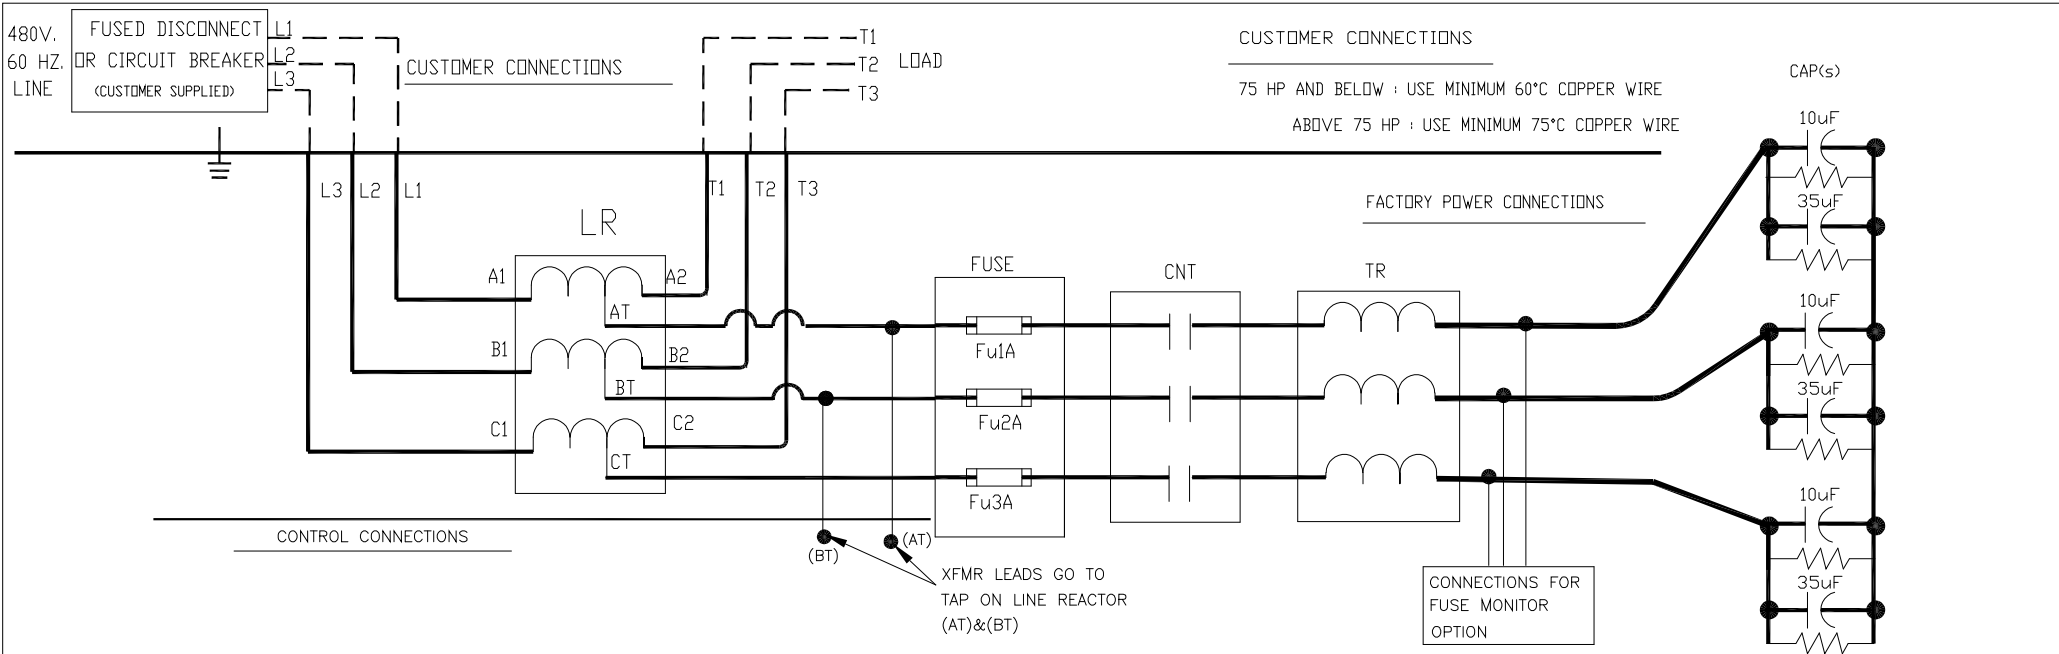 480V.
60 HZ.
LINE
FUSED DISCONNECT
OR CIRCUIT BREAKER
(CUSTOMER SUPPLIED)
L1
L2
L3
CUSTOMER CONNECTIONS
T1
T2
T3
LOAD
CUSTOMER CONNECTIONS
75 HP AND BELOW : USE MINIMUM 60°C COPPER WIRE
ABOVE 75 HP : USE MINIMUM 75°C COPPER WIRE
CAP(s)
L3
L2
L1
T1
T2
T3
FACTORY POWER CONNECTIONS
LR
A1
A2
AT
B1
B2
BT
C1
C2
CT
FUSE
Fu1A
Fu2A
Fu3A
CNT
TR
10uF
35uF
10uF
35uF
10uF
35uF
CONTROL CONNECTIONS
(BT)
(AT)
XFMR LEADS GO TO
TAP ON LINE REACTOR
(AT)&(BT)
CONNECTIONS FOR
FUSE MONITOR
OPTION